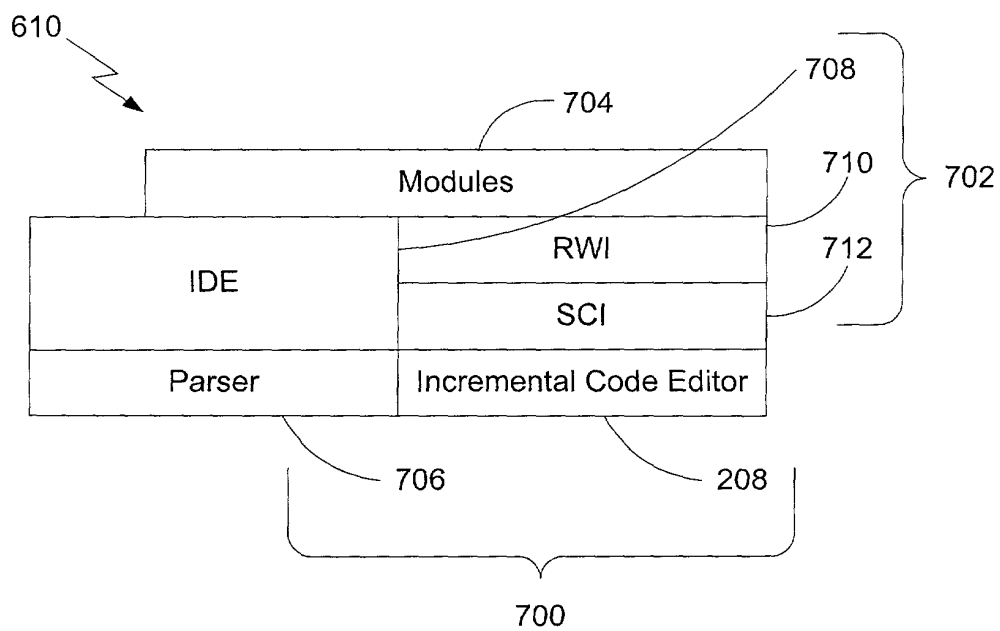 610
708
704
702
Modules
710
RWI
712
IDE
SCI
Parser
Incremental Code Editor
706
208
700